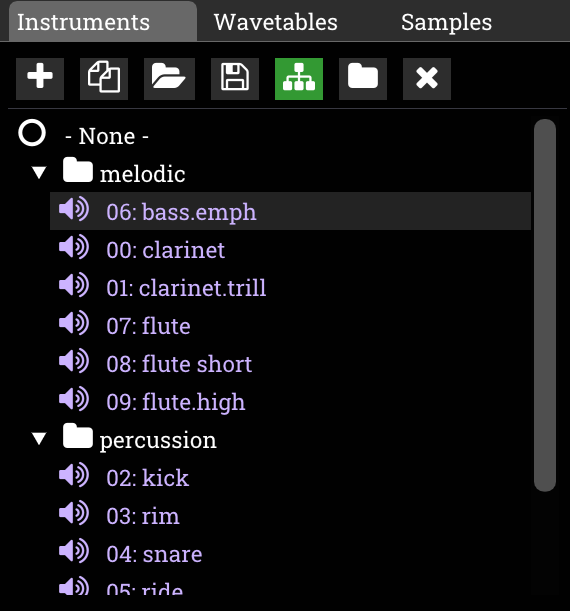 Instruments Wavetables Samples
- None -
melodic
06: bass.emph
00: clarinet
01: clarinet.trill
07: flute
08: flute short
09: flute.high
percussion
02: kick
03: rim
04: snare
05: ride